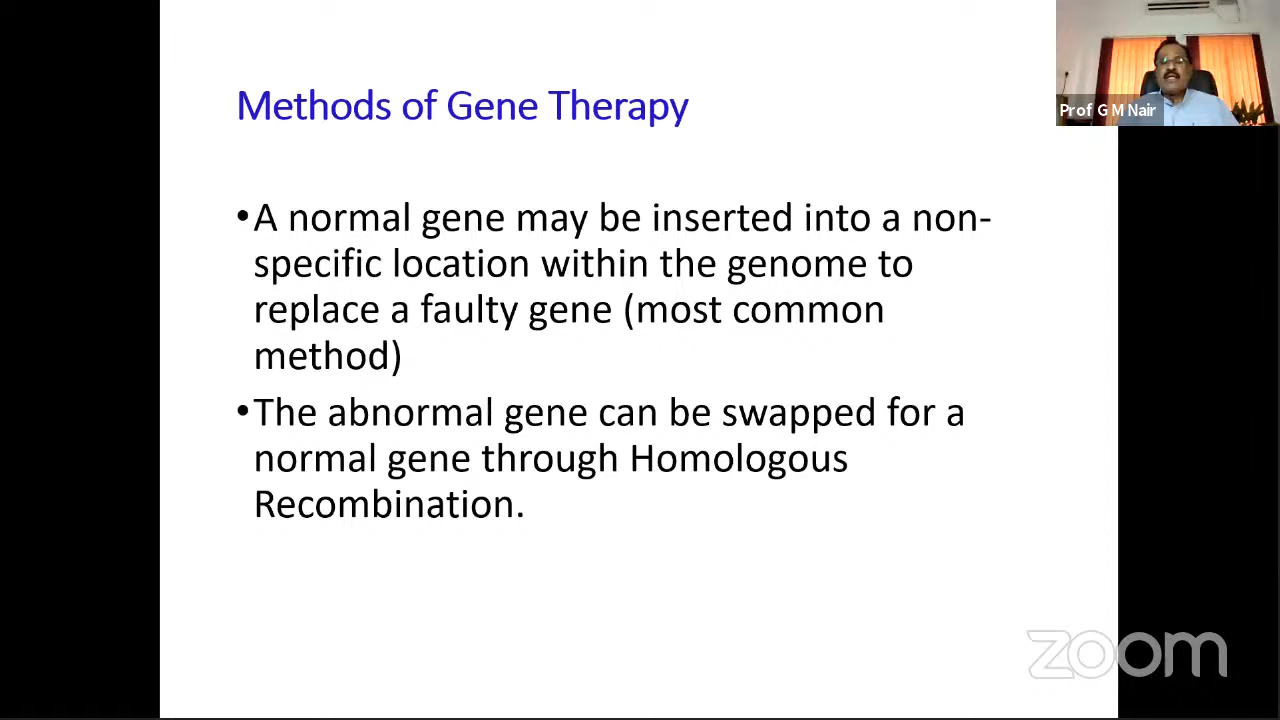 Methods of Gene Therapy
Prof G M Nair
•A normal gene may be inserted into a non-
specific location within the genome to
replace a faulty gene (most common
method)
•The abnormal gene can be swapped for a
normal gene through Homologous
Recombination.
zoom